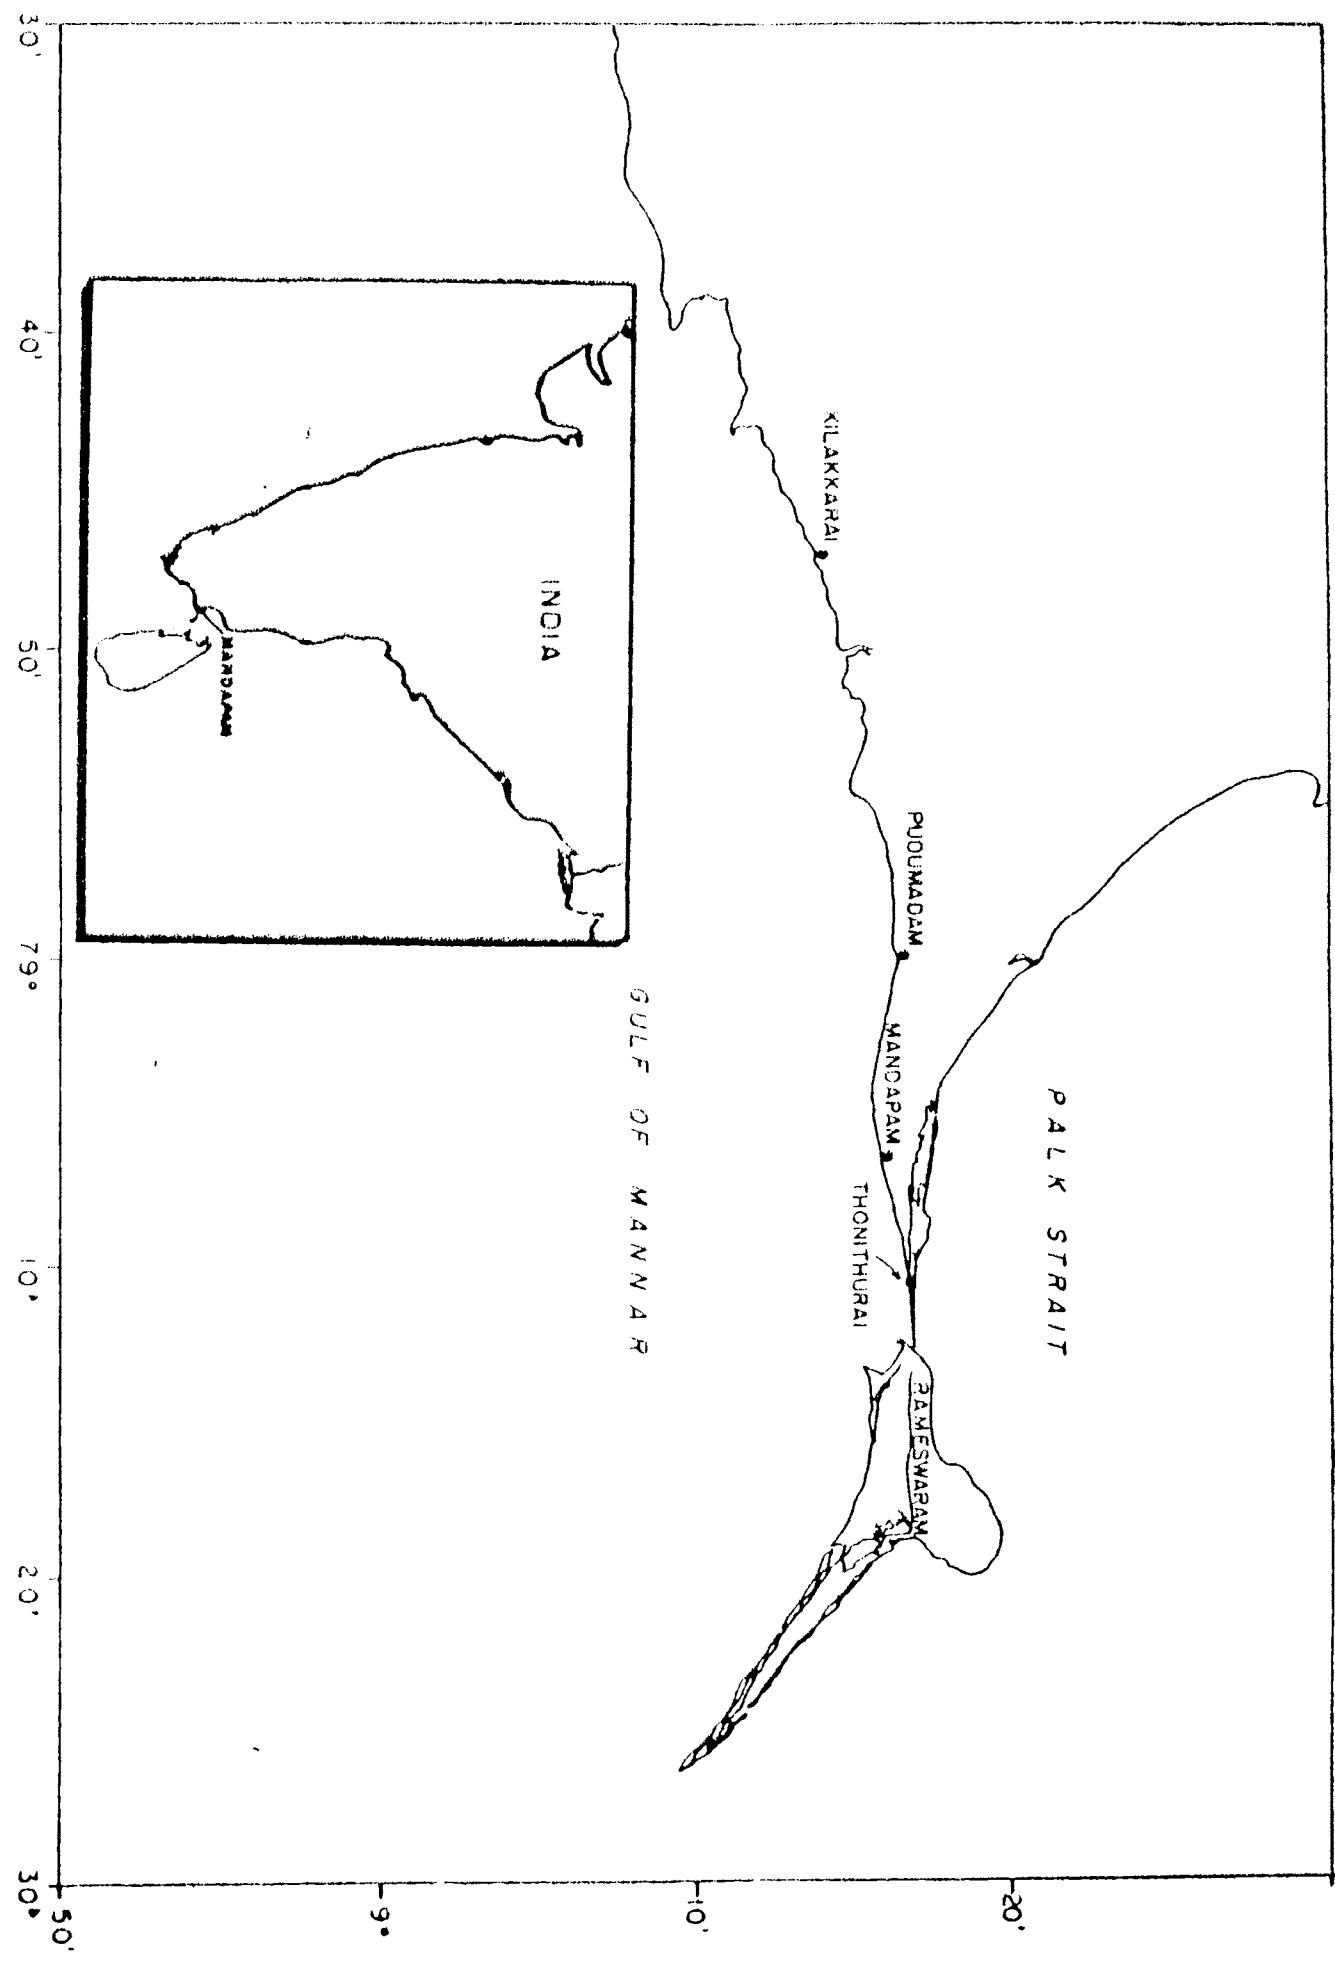 PALK STRAIT
KILAKKARAI
PUDUMADAM
MANDAPAM
THONITHURAI
RAMESWARAM
GULF OF MANNAR
INDIA
MANDAPAM
30'
40'
50'
79°
10'
20'
30'
50'
9°
10'
20'